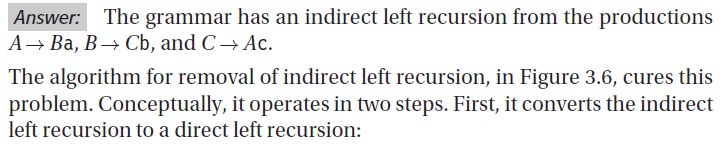 Answer: The grammar has an indirect left recursion from the productions
A → Ba, B → Cb, and C → Ac.
The algorithm for removal of indirect left recursion, in Figure 3.6, cures this
problem. Conceptually, it operates in two steps. First, it converts the indirect
left recursion to a direct left recursion: